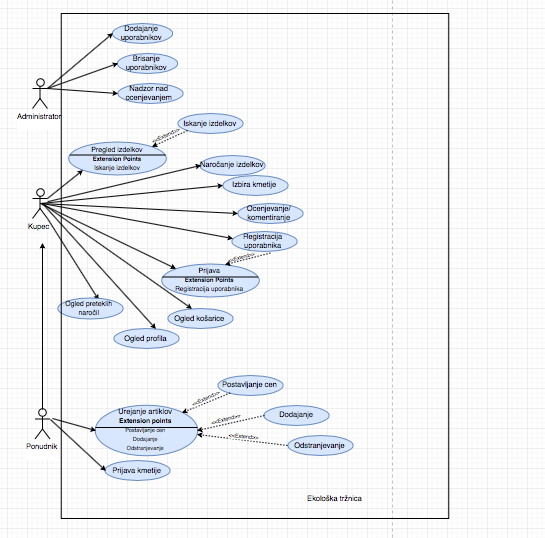 Dodajanje
uporabnikov
Brisanje
uporabnikov
Nadzor nad
ocenjevanjem
Administrator
Iskanje izdelkov
<<Extend>>
Pregled izdelkov
Extension Points
Iskanje izdelkov
Naročanje izdelkov
Izbira kmetije
Kupec
Ocenjevanje/
komentiranje
Registracija
uporabnika
<<Extend>>
Prijava
Extension Points
Registracija uporabnika
Ogled preteklih
naročil
Ogled košarice
Ogled profila
Postavljanje cen
<<Extend>>
Urejanje artiklov
Extension points
Postavljanje cen
Dodajanje
Odstranjevanje
Dodajanje
<<Extend>>
<<Extend>>
Odstranjevanje
Ponudnik
Prijava kmetije
Ekološka tržnica